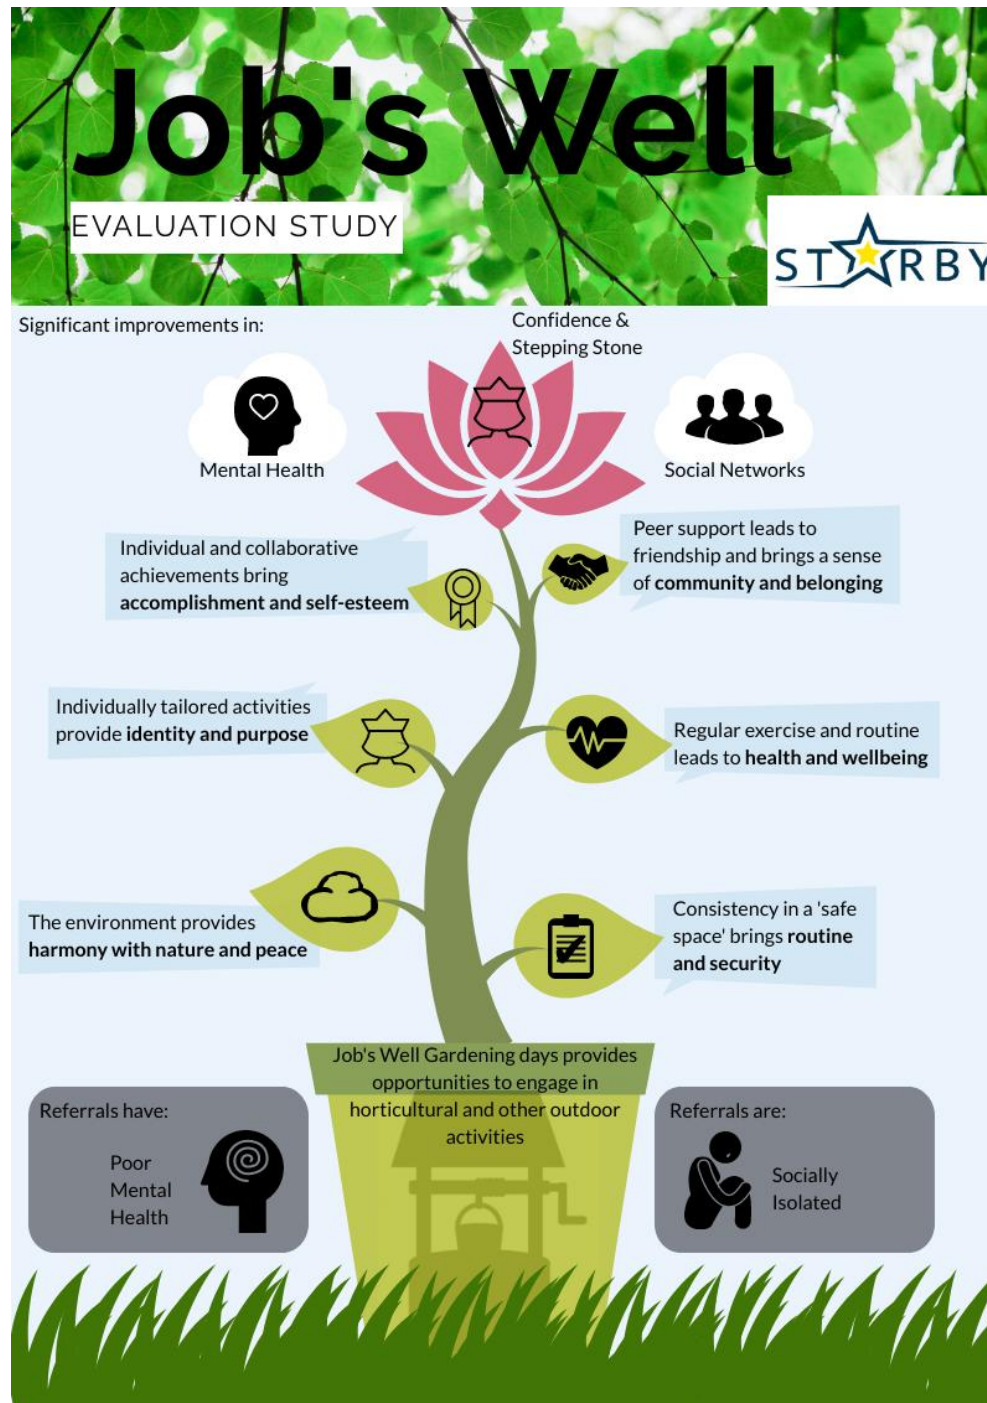 Job's Well
EVALUATION STUDY
STARBY
Significant improvements in:
Confidence &
Stepping Stone
Mental Health
Social Networks
Individual and collaborative
achievements bring
accomplishment and self-esteem
Peer support leads to
friendship and brings a sense
of community and belonging
Individually tailored activities
provide identity and purpose
Regular exercise and routine
leads to health and wellbeing
The environment provides
harmony with nature and peace
Consistency in a 'safe
space' brings routine
and security
Job's Well Gardening days provides
opportunities to engage in
horticultural and other outdoor
activities
Referrals have:
Poor
Mental
Health
Referrals are:
Socially
Isolated